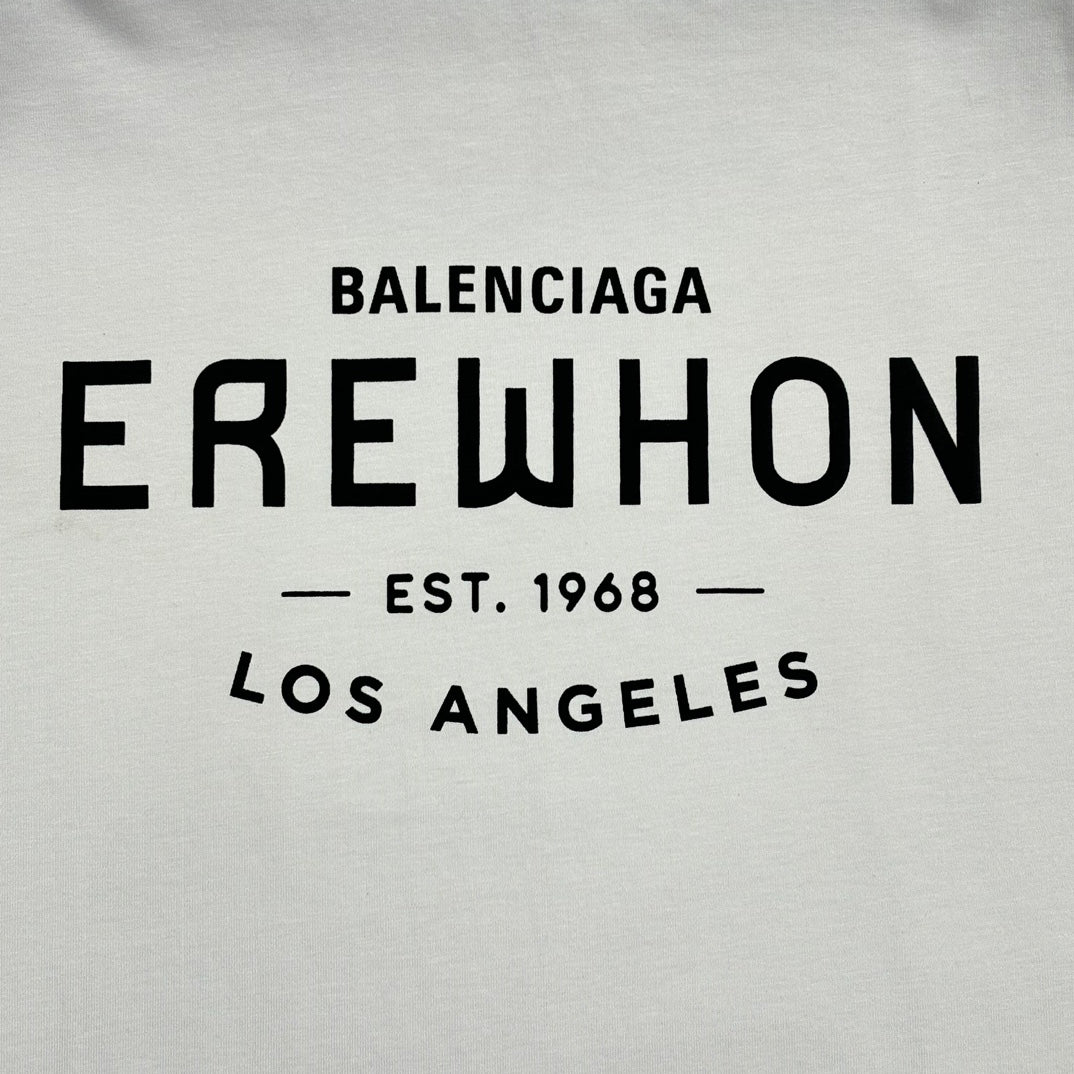 BALENCIAGA
EREWHON
— EST. 1968 —
LOS ANGELES